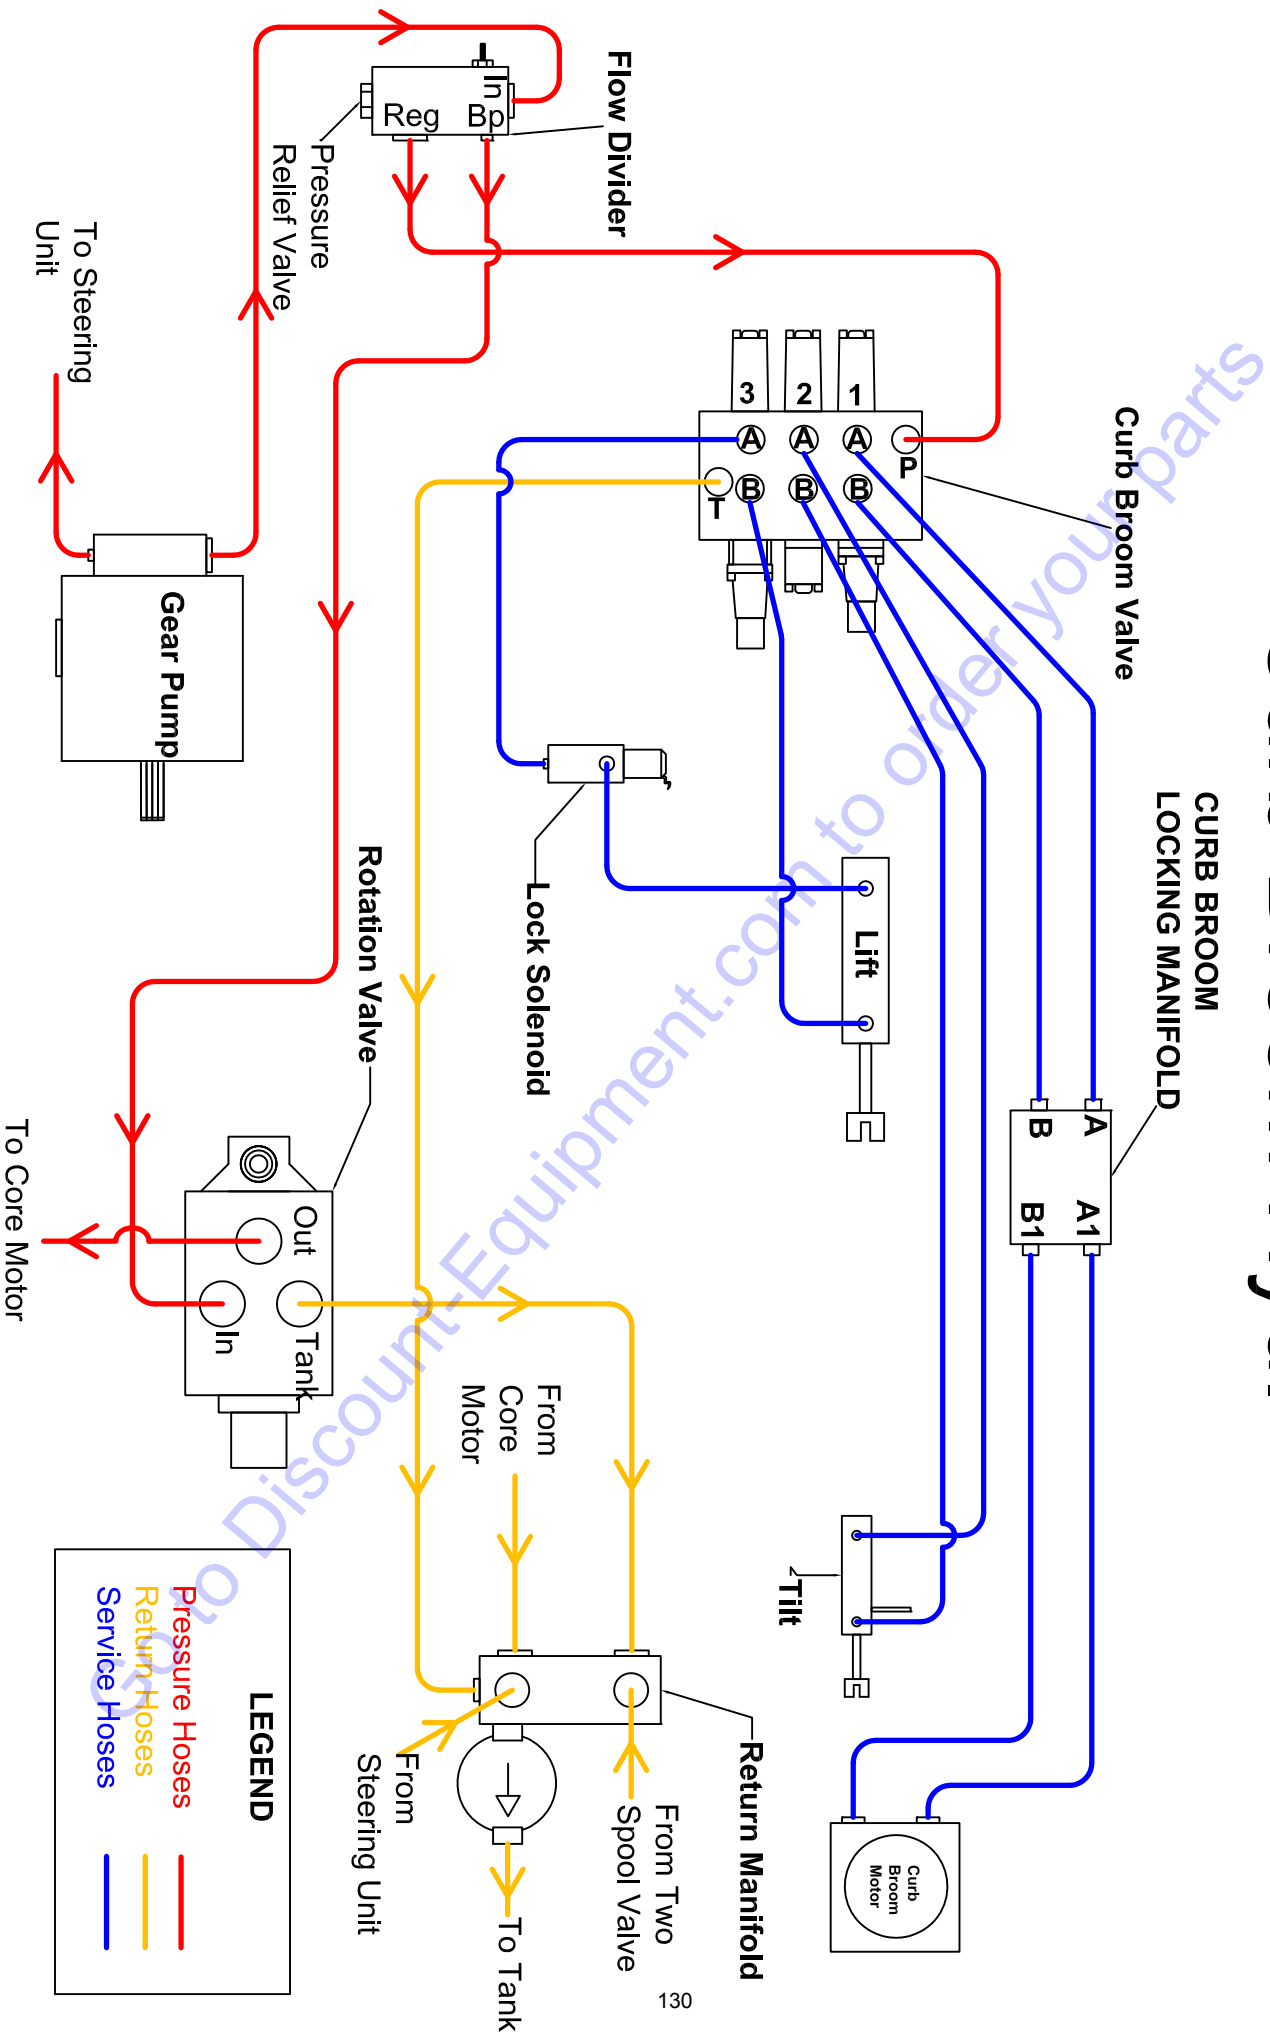 CURB BROOM
LOCKING MANIFOLD
Curb Broom Valve
Flow Divider
In
Bp
Reg
Pressure
Relief Valve
To Steering
Unit
Gear Pump
1
2
3
A
A
A
P
B
B
B
T
Lock Solenoid
Lift
A
B
A1
B1
Rotation Valve
Out
Tank
In
To Core Motor
From
Core
Motor
Tilt
Curb
Broom
Motor
Return Manifold
From Two
Spool Valve
From
Steering Unit
To Tank
LEGEND
Pressure Hoses
Return Hoses
Service Hoses
130
Go to Discount-Equipment.com to order your parts